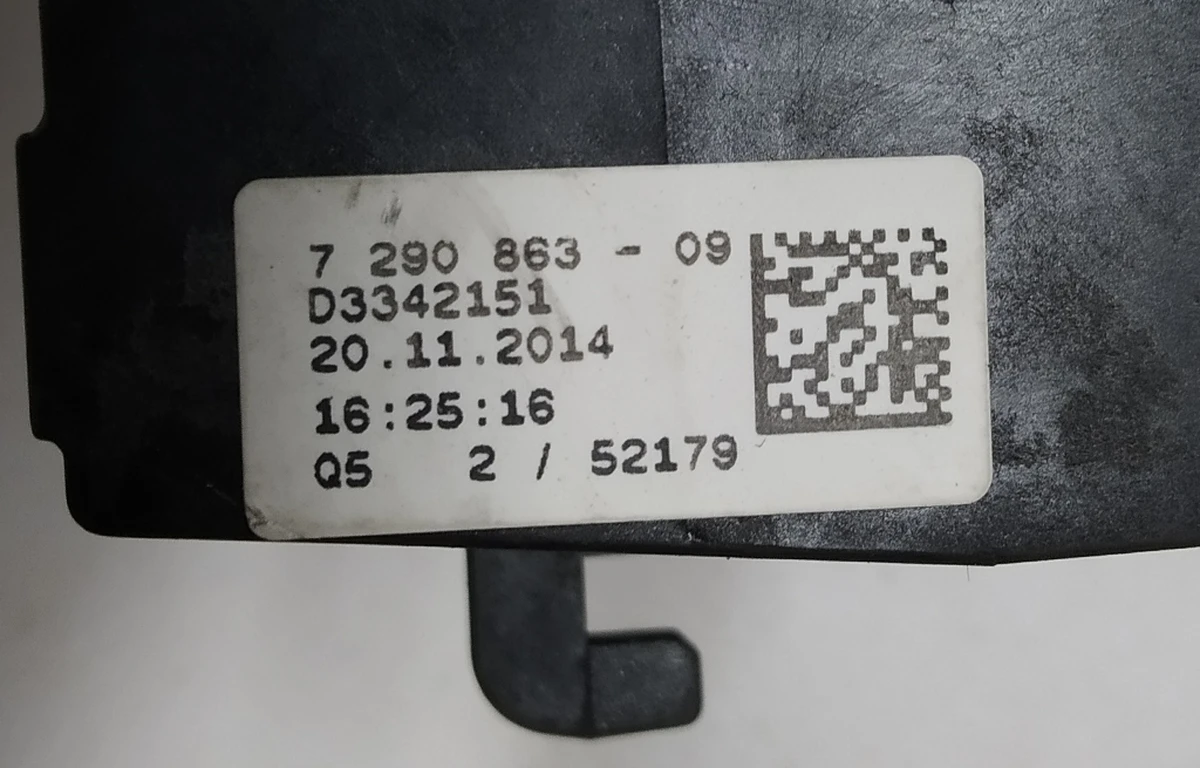 7 290 863 - 09
D3342151
20.11.2014
16:25:16
Q5 2 / 52179